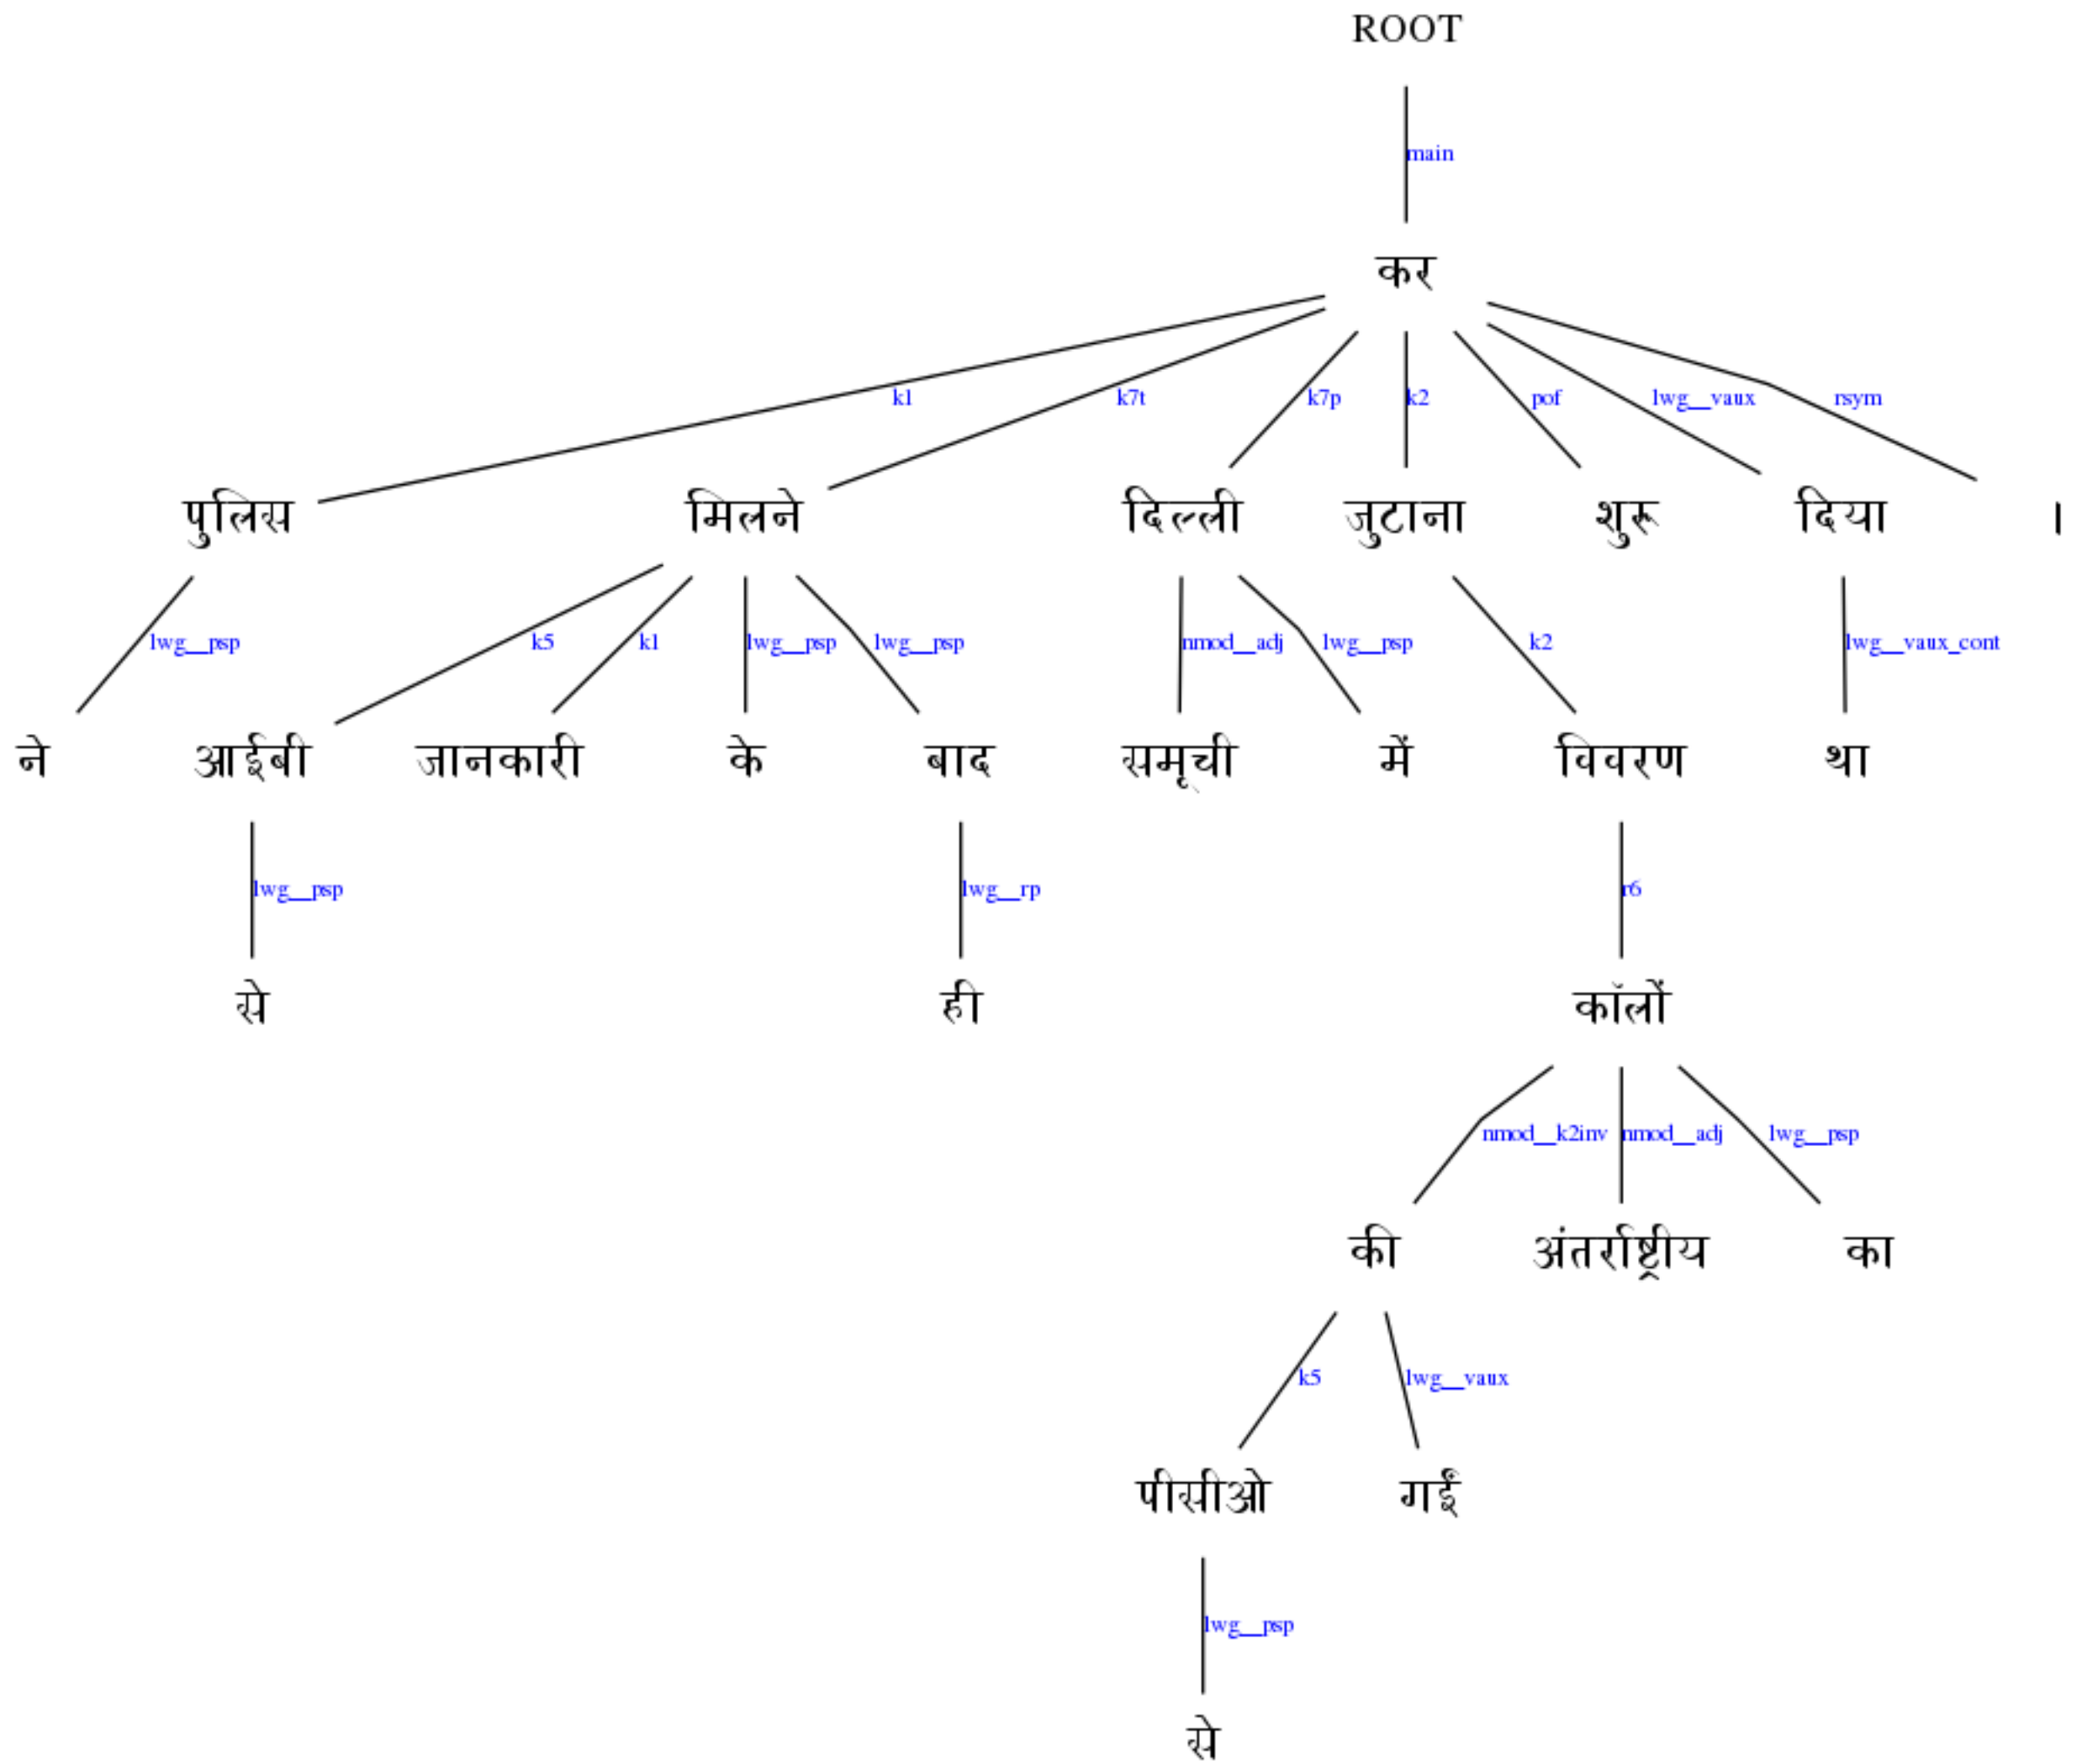 ROOT
main
कर
k1 k7t k7p k2 pof lwg__vaux rsym
पुलिस मिलने दिल्ली जुटाना शुरू दिया ।
lwg__psp k5 k1 lwg__psp lwg__psp nmod__adj lwg__psp k2 lwg__vaux_cont
ने आईबी जानकारी के बाद समूची में विवरण था
lwg__psp lwg__rp r6
से ही कॉलों
nmod__k2inv nmod__adj lwg__psp
की अंतर्राष्ट्रीय का
k5 lwg__vaux
पीसीओ गईं
lwg__psp
से